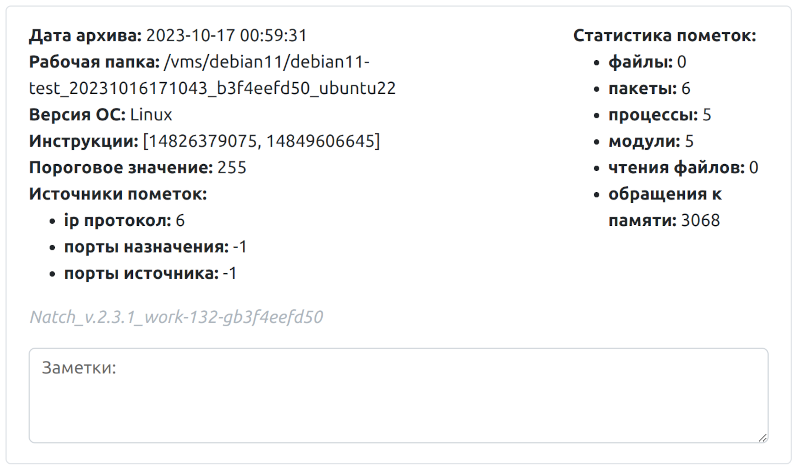 Дата архива: 2023-10-17 00:59:31
Рабочая папка: /vms/debian11/debian11-
test_20231016171043_b3f4eefd50_ubuntu22
Версия ОС: Linux
Инструкции: [14826379075, 14849606645]
Пороговое значение: 255
Источники пометок:
• ip протокол: 6
• порты назначения: -1
• порты источника: -1
Статистика пометок:
• файлы: 0
• пакеты: 6
• процессы: 5
• модули: 5
• чтения файлов: 0
• обращения к
памяти: 3068
Natch_v.2.3.1_work-132-gb3f4eefd50
Заметки: